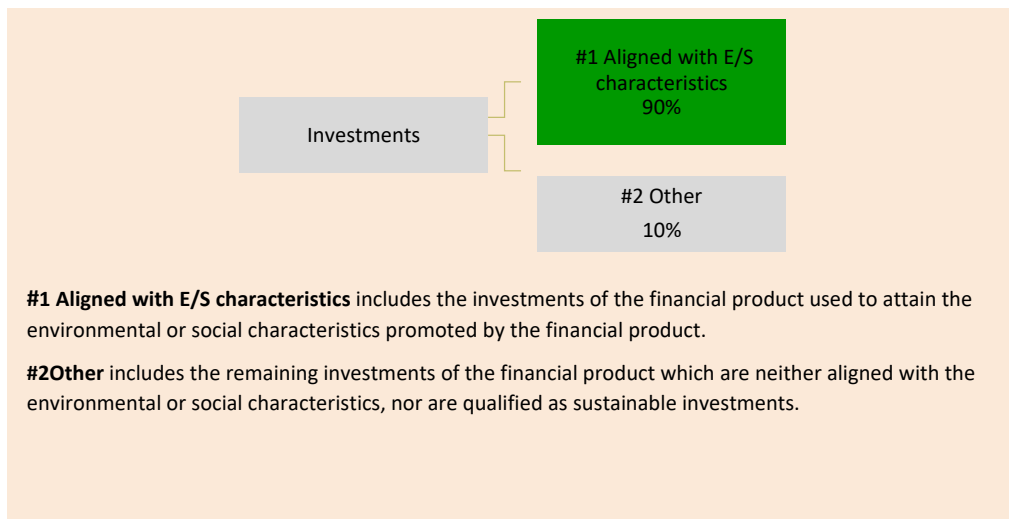 #1 Aligned with E/S
characteristics
90%
Investments
#2 Other
10%
#1 Aligned with E/S characteristics includes the investments of the financial product used to attain the
environmental or social characteristics promoted by the financial product.
#2Other includes the remaining investments of the financial product which are neither aligned with the
environmental or social characteristics, nor are qualified as sustainable investments.